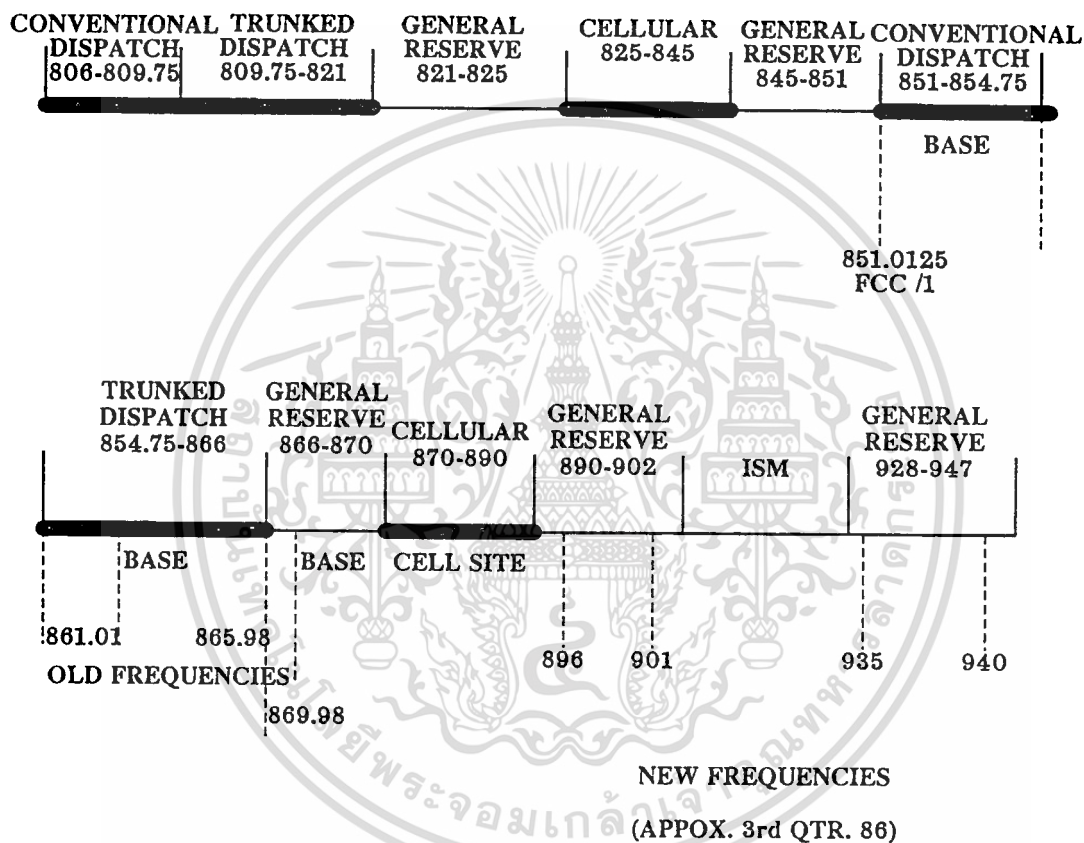 CONVENTIONAL
DISPATCH
806-809.75
TRUNKED
DISPATCH
809.75-821
GENERAL
RESERVE
821-825
CELLULAR
825-845
GENERAL
RESERVE
845-851
CONVENTIONAL
DISPATCH
851-854.75
BASE
851.0125
FCC /1
TRUNKED
DISPATCH
854.75-866
GENERAL
RESERVE
866-870
CELLULAR
870-890
GENERAL
RESERVE
890-902
ISM
GENERAL
RESERVE
928-947
BASE
BASE
CELL SITE
861.01
865.98
896
901
935
940
OLD FREQUENCIES
869.98
NEW FREQUENCIES
(APPOX. 3rd QTR. 86)